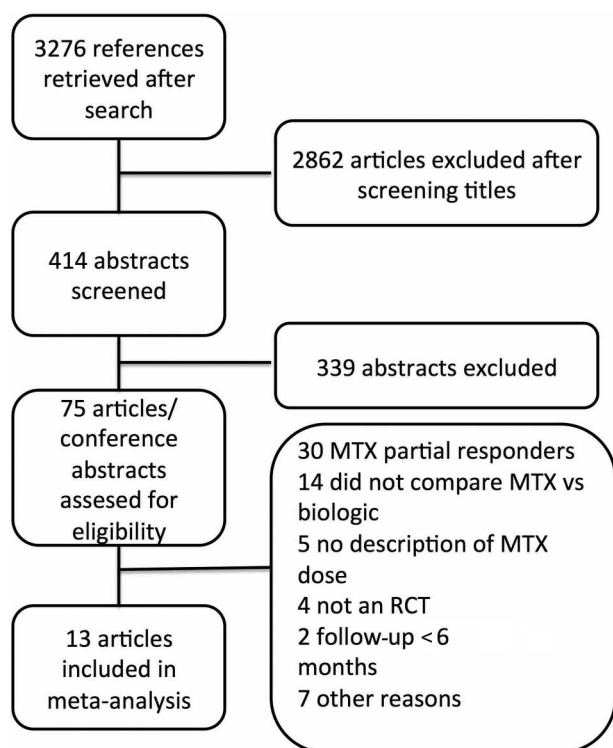 3276 references
retrieved after
search
2862 articles excluded after
screening titles
414 abstracts
screened
339 abstracts excluded
75 articles/
conference
abstracts
assesed for
eligibility
30 MTX partial responders
14 did not compare MTX vs
biologic
5 no description of MTX
dose
4 not an RCT
2 follow-up <6
months
7 other reasons
13 articles
included in
meta-analysis